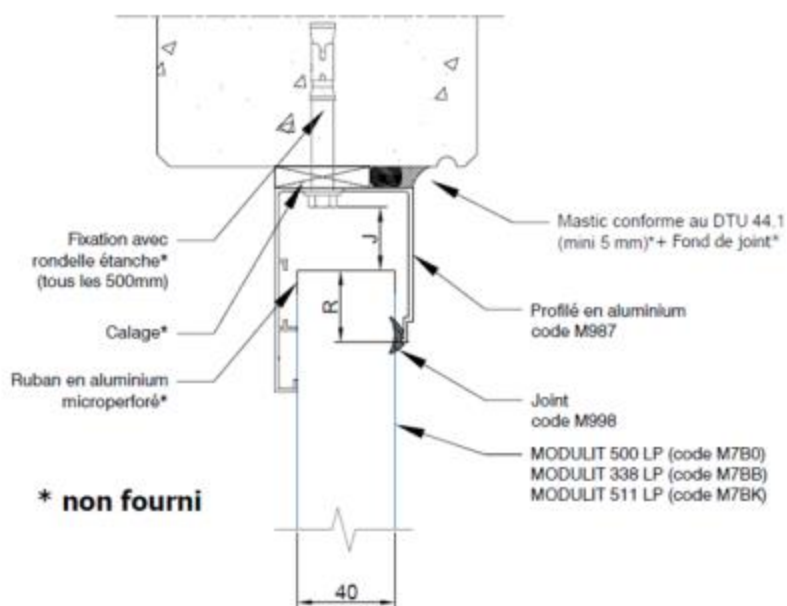 Fixation avec
rondelle étanche*
(tous les 500mm)
Calage*
Ruban en aluminium
microperforé*
* non fourni
J
R
40
Mastic conforme au DTU 44.1
(mini 5 mm)*+ Fond de joint*
Profilé en aluminium
code M987
Joint
code M998
MODULIT 500 LP (code M7B0)
MODULIT 338 LP (code M7BB)
MODULIT 511 LP (code M7BK)